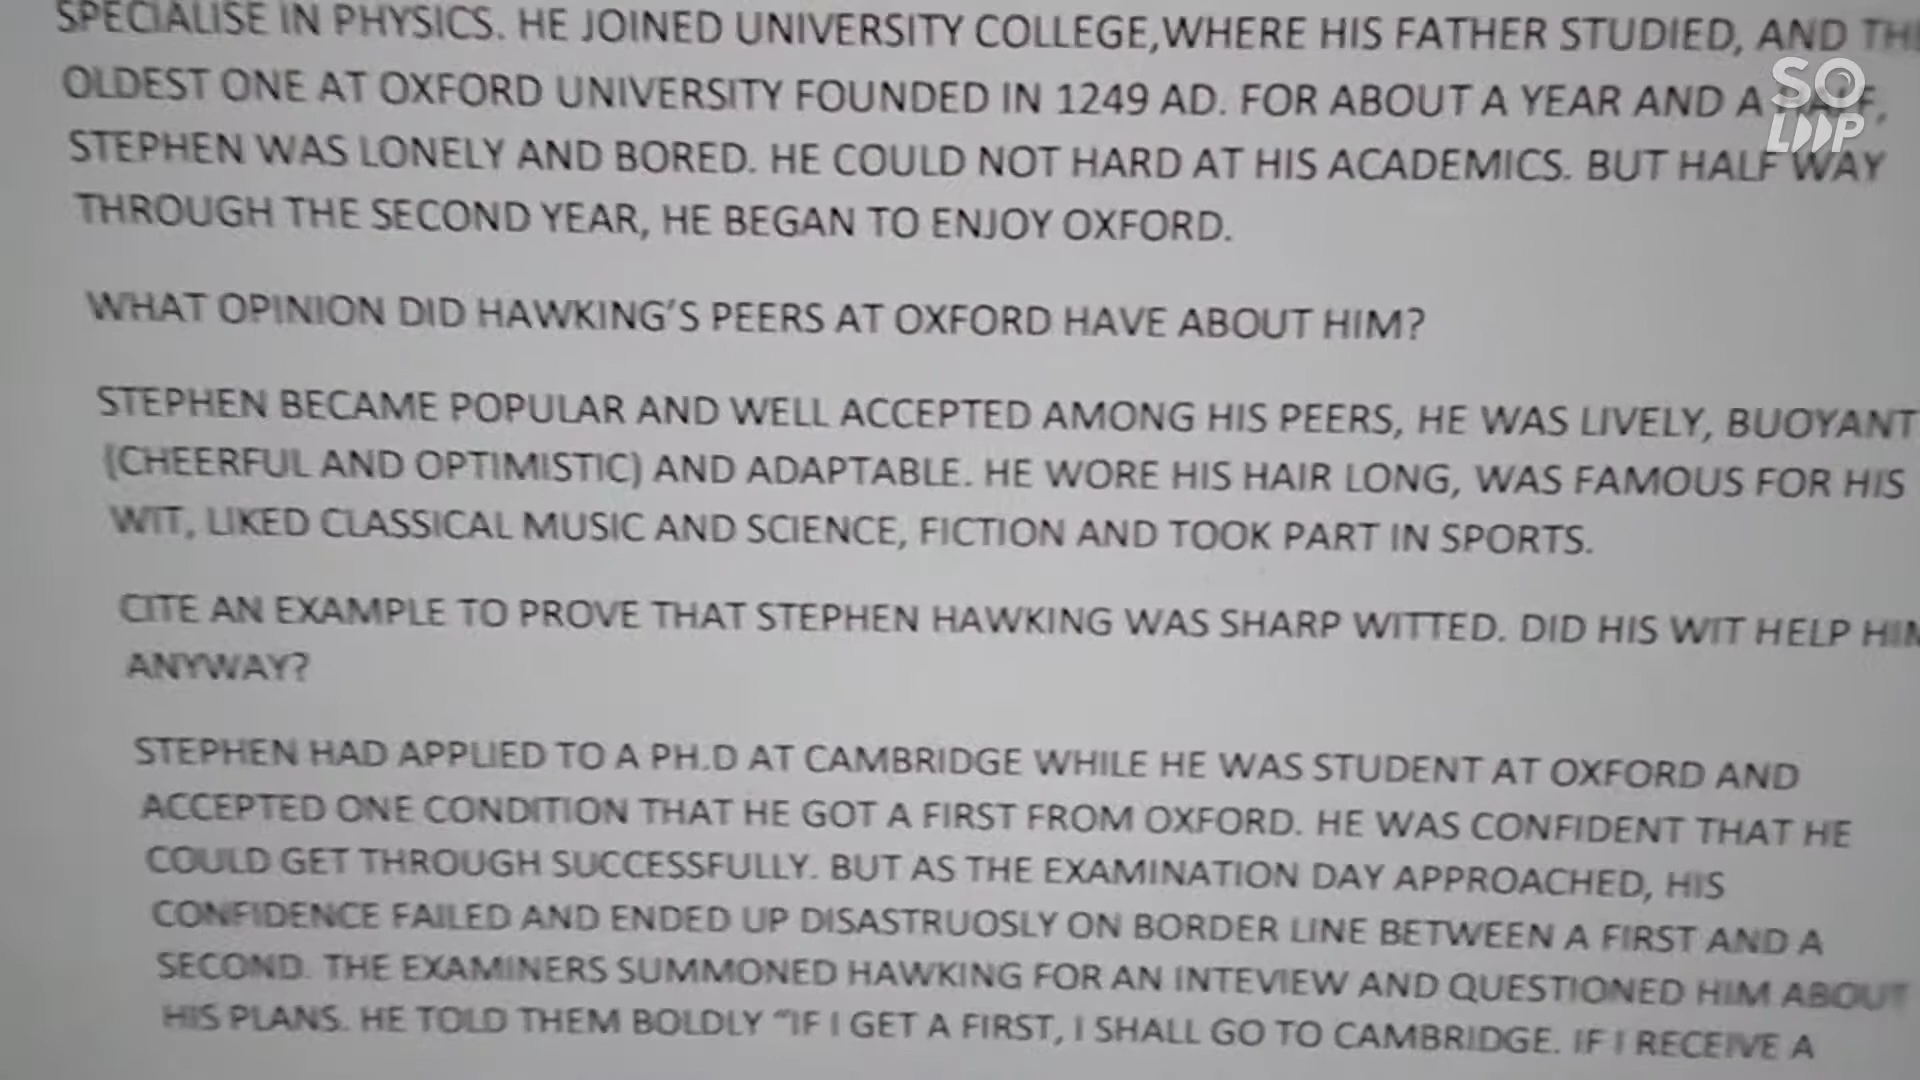 SPECIALISE IN PHYSICS. HE JOINED UNIVERSITY COLLEGE,WHERE HIS FATHER STUDIED, AND
OLDEST ONE AT OXFORD UNIVERSITY FOUNDED IN 1249 AD. FOR ABOUT A YEAR AND A
SO
LOOP
STEPHEN WAS LONELY AND BORED. HE COULD NOT HARD AT HIS ACADEMICS. BUT HALF WAY
THROUGH THE SECOND YEAR, HE BEGAN TO ENJOY OXFORD.
WHAT OPINION DID HAWKING'S PEERS AT OXFORD HAVE ABOUT HIM?
STEPHEN BECAME POPULAR AND WELL ACCEPTED AMONG HIS PEERS, HE WAS LIVELY, BUOYANT
(CHEERFUL AND OPTIMISTIC) AND ADAPTABLE. HE WORE HIS HAIR LONG, WAS FAMOUS FOR HIS
WIT, LIKED CLASSICAL MUSIC AND SCIENCE, FICTION AND TOOK PART IN SPORTS.
CITE AN EXAMPLE TO PROVE THAT STEPHEN HAWKING WAS SHARP WITTED. DID HIS WIT HELP
ANYWAY?
STEPHEN HAD APPLIED TO A PH.D AT CAMBRIDGE WHILE HE WAS STUDENT AT OXFORD AND
ACCEPTED ONE CONDITION THAT HE GOT A FIRST FROM OXFORD. HE WAS CONFIDENT THAT HE
COULD GET THROUGH SUCCESSFULLY. BUT AS THE EXAMINATION DAY APPROACHED, HIS
CONFIDENCE FAILED AND ENDED UP DISASTRUOSLY ON BORDER LINE BETWEEN A FIRST AND A
SECOND. THE EXAMINERS SUMMONED HAWKING FOR AN INTEVIEW AND QUESTIONED HIM ABOUT
HIS PLANS. HE TOLD THEM BOLDLY "IF I GET A FIRST, I SHALL GO TO CAMBRIDGE. IF I RECEIVE A